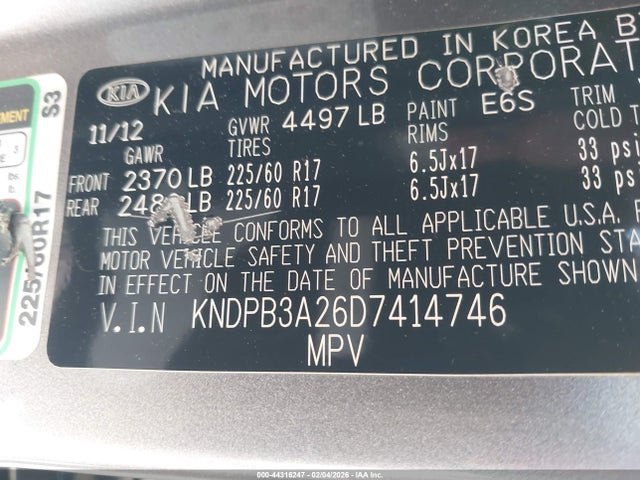 MANUFACTURED IN KOREA B
KIA KIA MOTORS CORPORAT
11/12 GVWR 4497 LB PAINT E6S TRIM
GAWR TIRES RIMS COLD T
FRONT 2370 LB 225/60 R17 6.5Jx17 33 psi
REAR LB 225/60 R17 6.5Jx17 33 psi
THIS VEHICLE CONFORMS TO ALL APPLICABLE U.S.A.
MOTOR VEHICLE SAFETY AND THEFT PREVENTION STA
IN EFFECT ON THE DATE OF MANUFACTURE SHOWN
V.I.N KNDPB3A26D7414746
MPV
S3
225/60R17
000-44316247 - 02/04/2026 - IAA Inc.